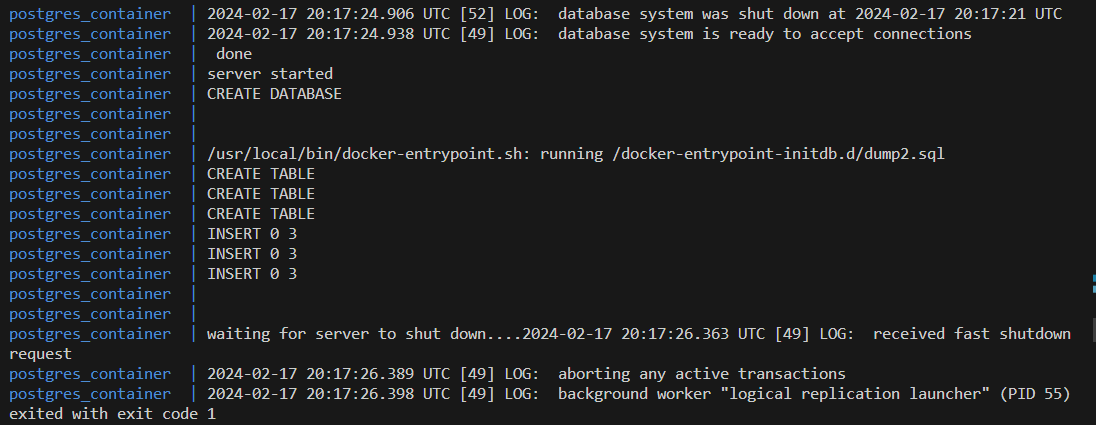 postgres_container  | 2024-02-17 20:17:24.906 UTC [52] LOG:  database system was shut down at 2024-02-17 20:17:21 UTC
postgres_container  | 2024-02-17 20:17:24.938 UTC [49] LOG:  database system is ready to accept connections
postgres_container  |  done
postgres_container  | server started
postgres_container  | CREATE DATABASE
postgres_container  |
postgres_container  |
postgres_container  | /usr/local/bin/docker-entrypoint.sh: running /docker-entrypoint-initdb.d/dump2.sql
postgres_container  | CREATE TABLE
postgres_container  | CREATE TABLE
postgres_container  | CREATE TABLE
postgres_container  | INSERT 0 3
postgres_container  | INSERT 0 3
postgres_container  | INSERT 0 3
postgres_container  |
postgres_container  |
postgres_container  | waiting for server to shut down....2024-02-17 20:17:26.363 UTC [49] LOG:  received fast shutdown
request
postgres_container  | 2024-02-17 20:17:26.389 UTC [49] LOG:  aborting any active transactions
postgres_container  | 2024-02-17 20:17:26.398 UTC [49] LOG:  background worker "logical replication launcher" (PID 55)
exited with exit code 1